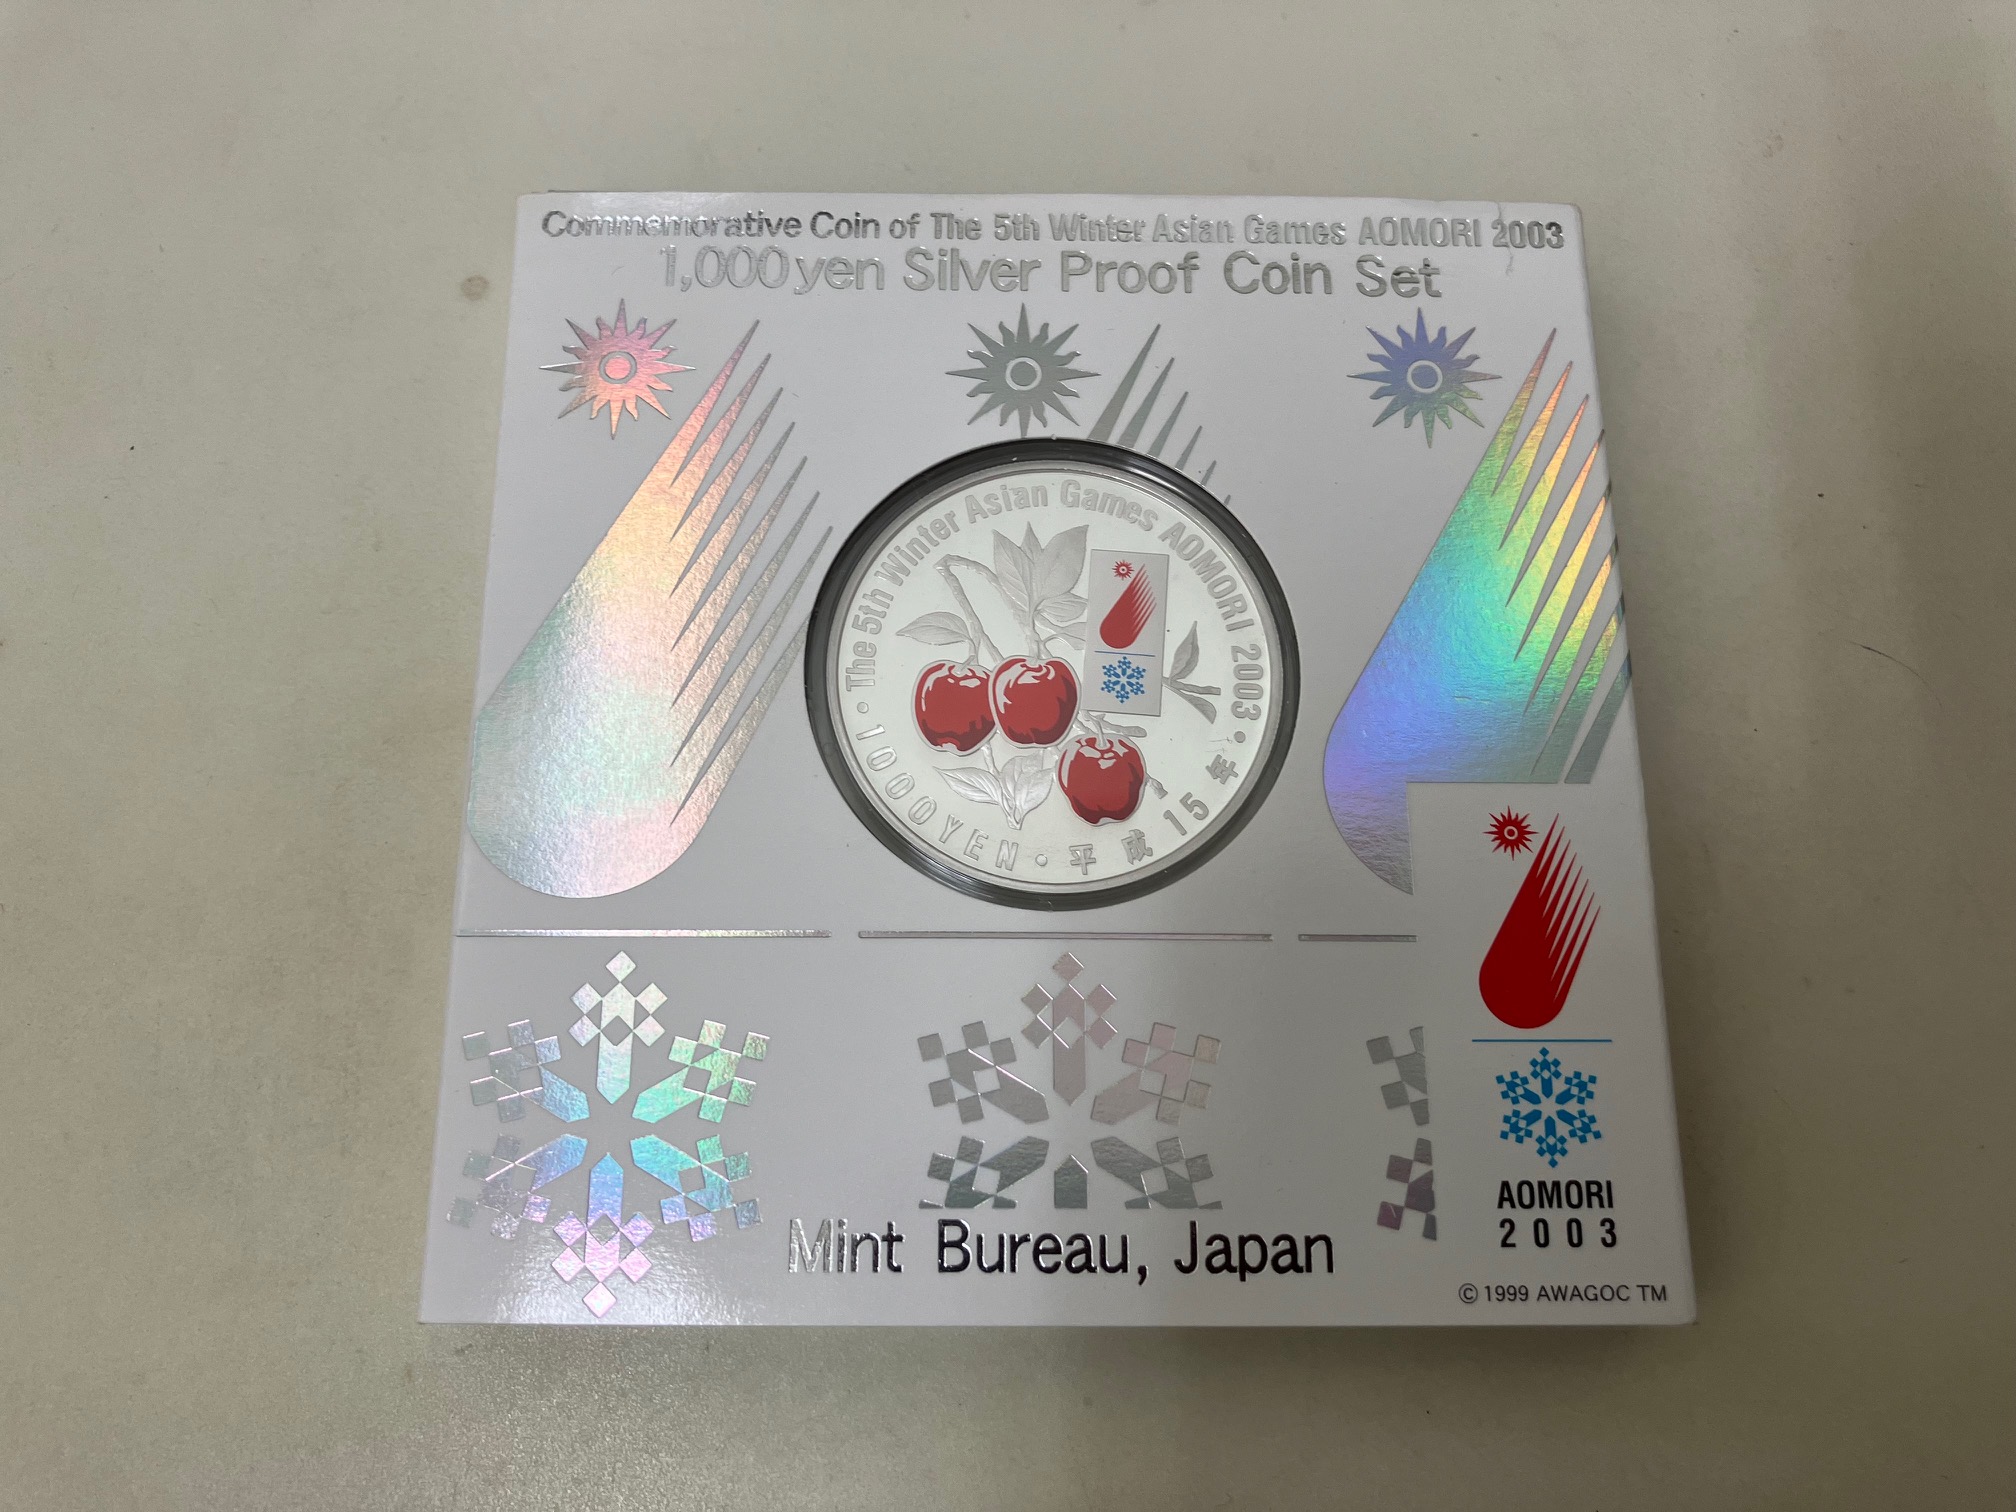 Commemorative Coin of The 5th Winter Asian Games AOMORI 2003
1,000yen Silver Proof Coin Set
・The 5th Winter Asian Games AOMORI 2003・
1000YEN・平成15年
Mint Bureau, Japan
AOMORI
2003
©1999 AWAGOC TM